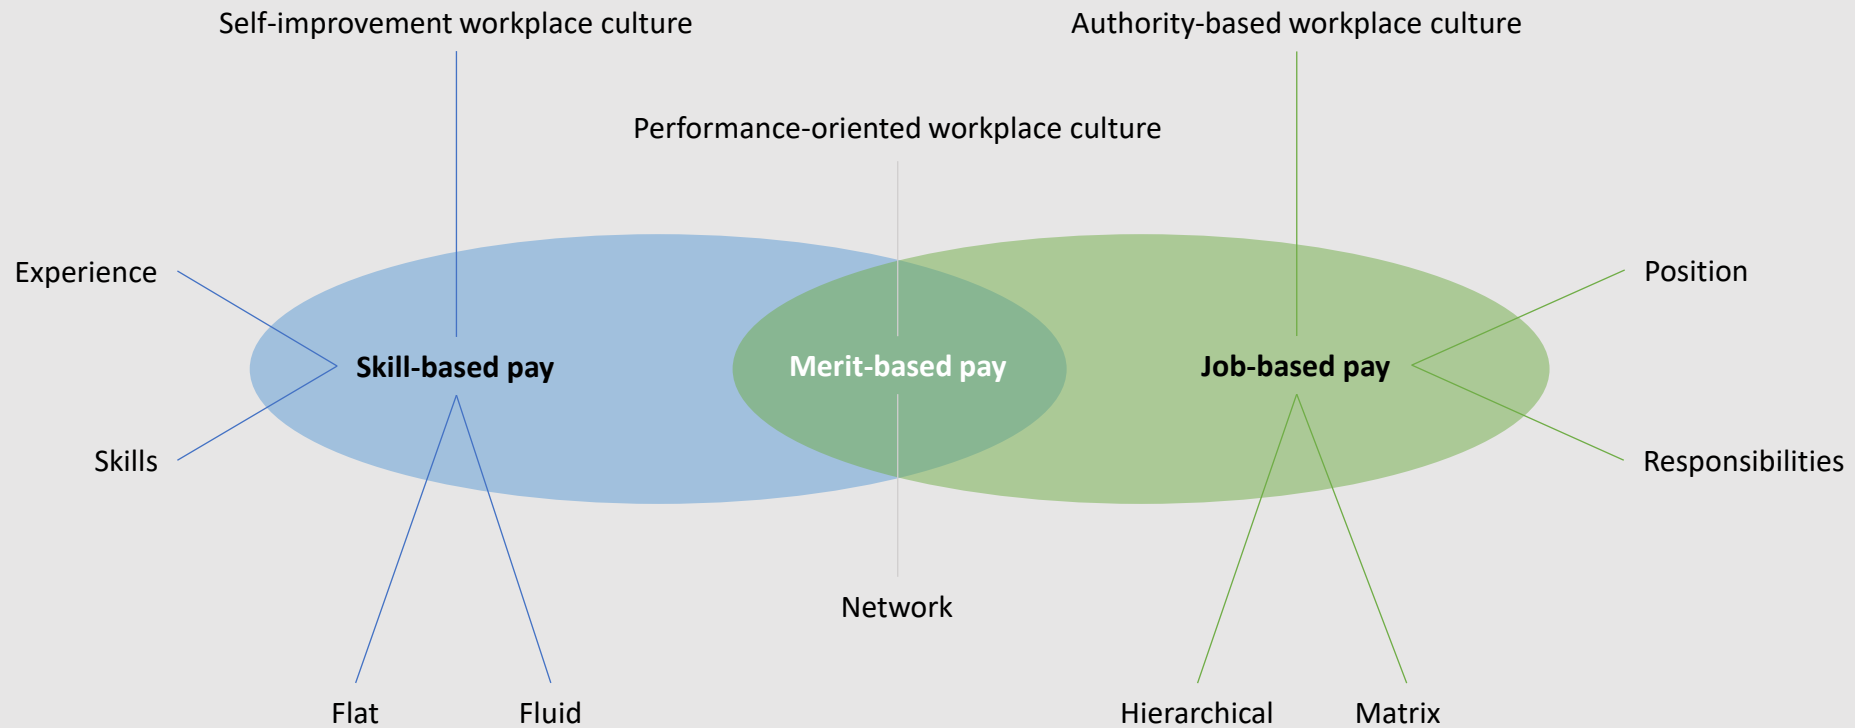 Self-improvement workplace culture
Authority-based workplace culture
Performance-oriented workplace culture
Experience
Position
Skill-based pay
Merit-based pay
Job-based pay
Skills
Responsibilities
Network
Flat
Fluid
Hierarchical
Matrix